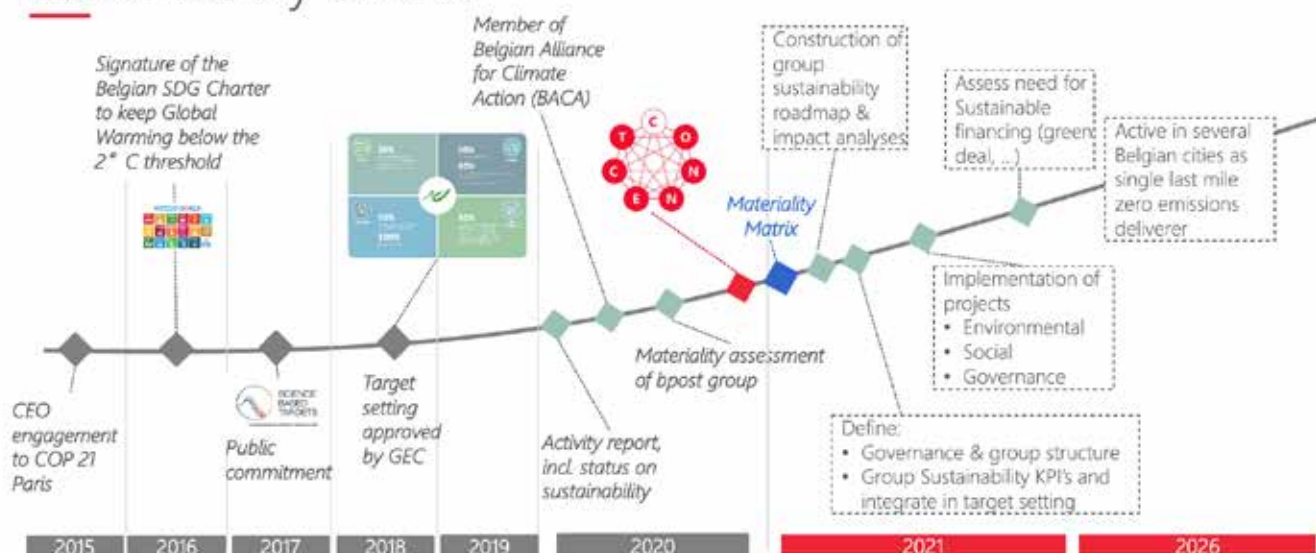 Signature of the
Belgian SDG Charter
to keep Global
Warming below the
2° C threshold
Member of
Belgian Alliance
for Climate
Action (BACA)
Construction of
group
sustainability
roadmap &
impact analyses
Assess need for
Sustainable
financing (green
deal, ...)
Active in several
Belgian cities as
single last mile
zero emissions
deliverer
C
O
N
N
E
C
T
Materiality
Matrix
CEO
engagement
to COP 21
Paris
SCIENCE
BASED
TARGETS
Public
commitment
Target
setting
approved
by GEC
Activity report,
incl. status on
sustainability
Materiality assessment
of bpost group
Implementation of
projects
• Environmental
• Social
• Governance
Define:
• Governance & group structure
• Group Sustainability KPI's and
integrate in target setting
2015
2016
2017
2018
2019
2020
2021
2026